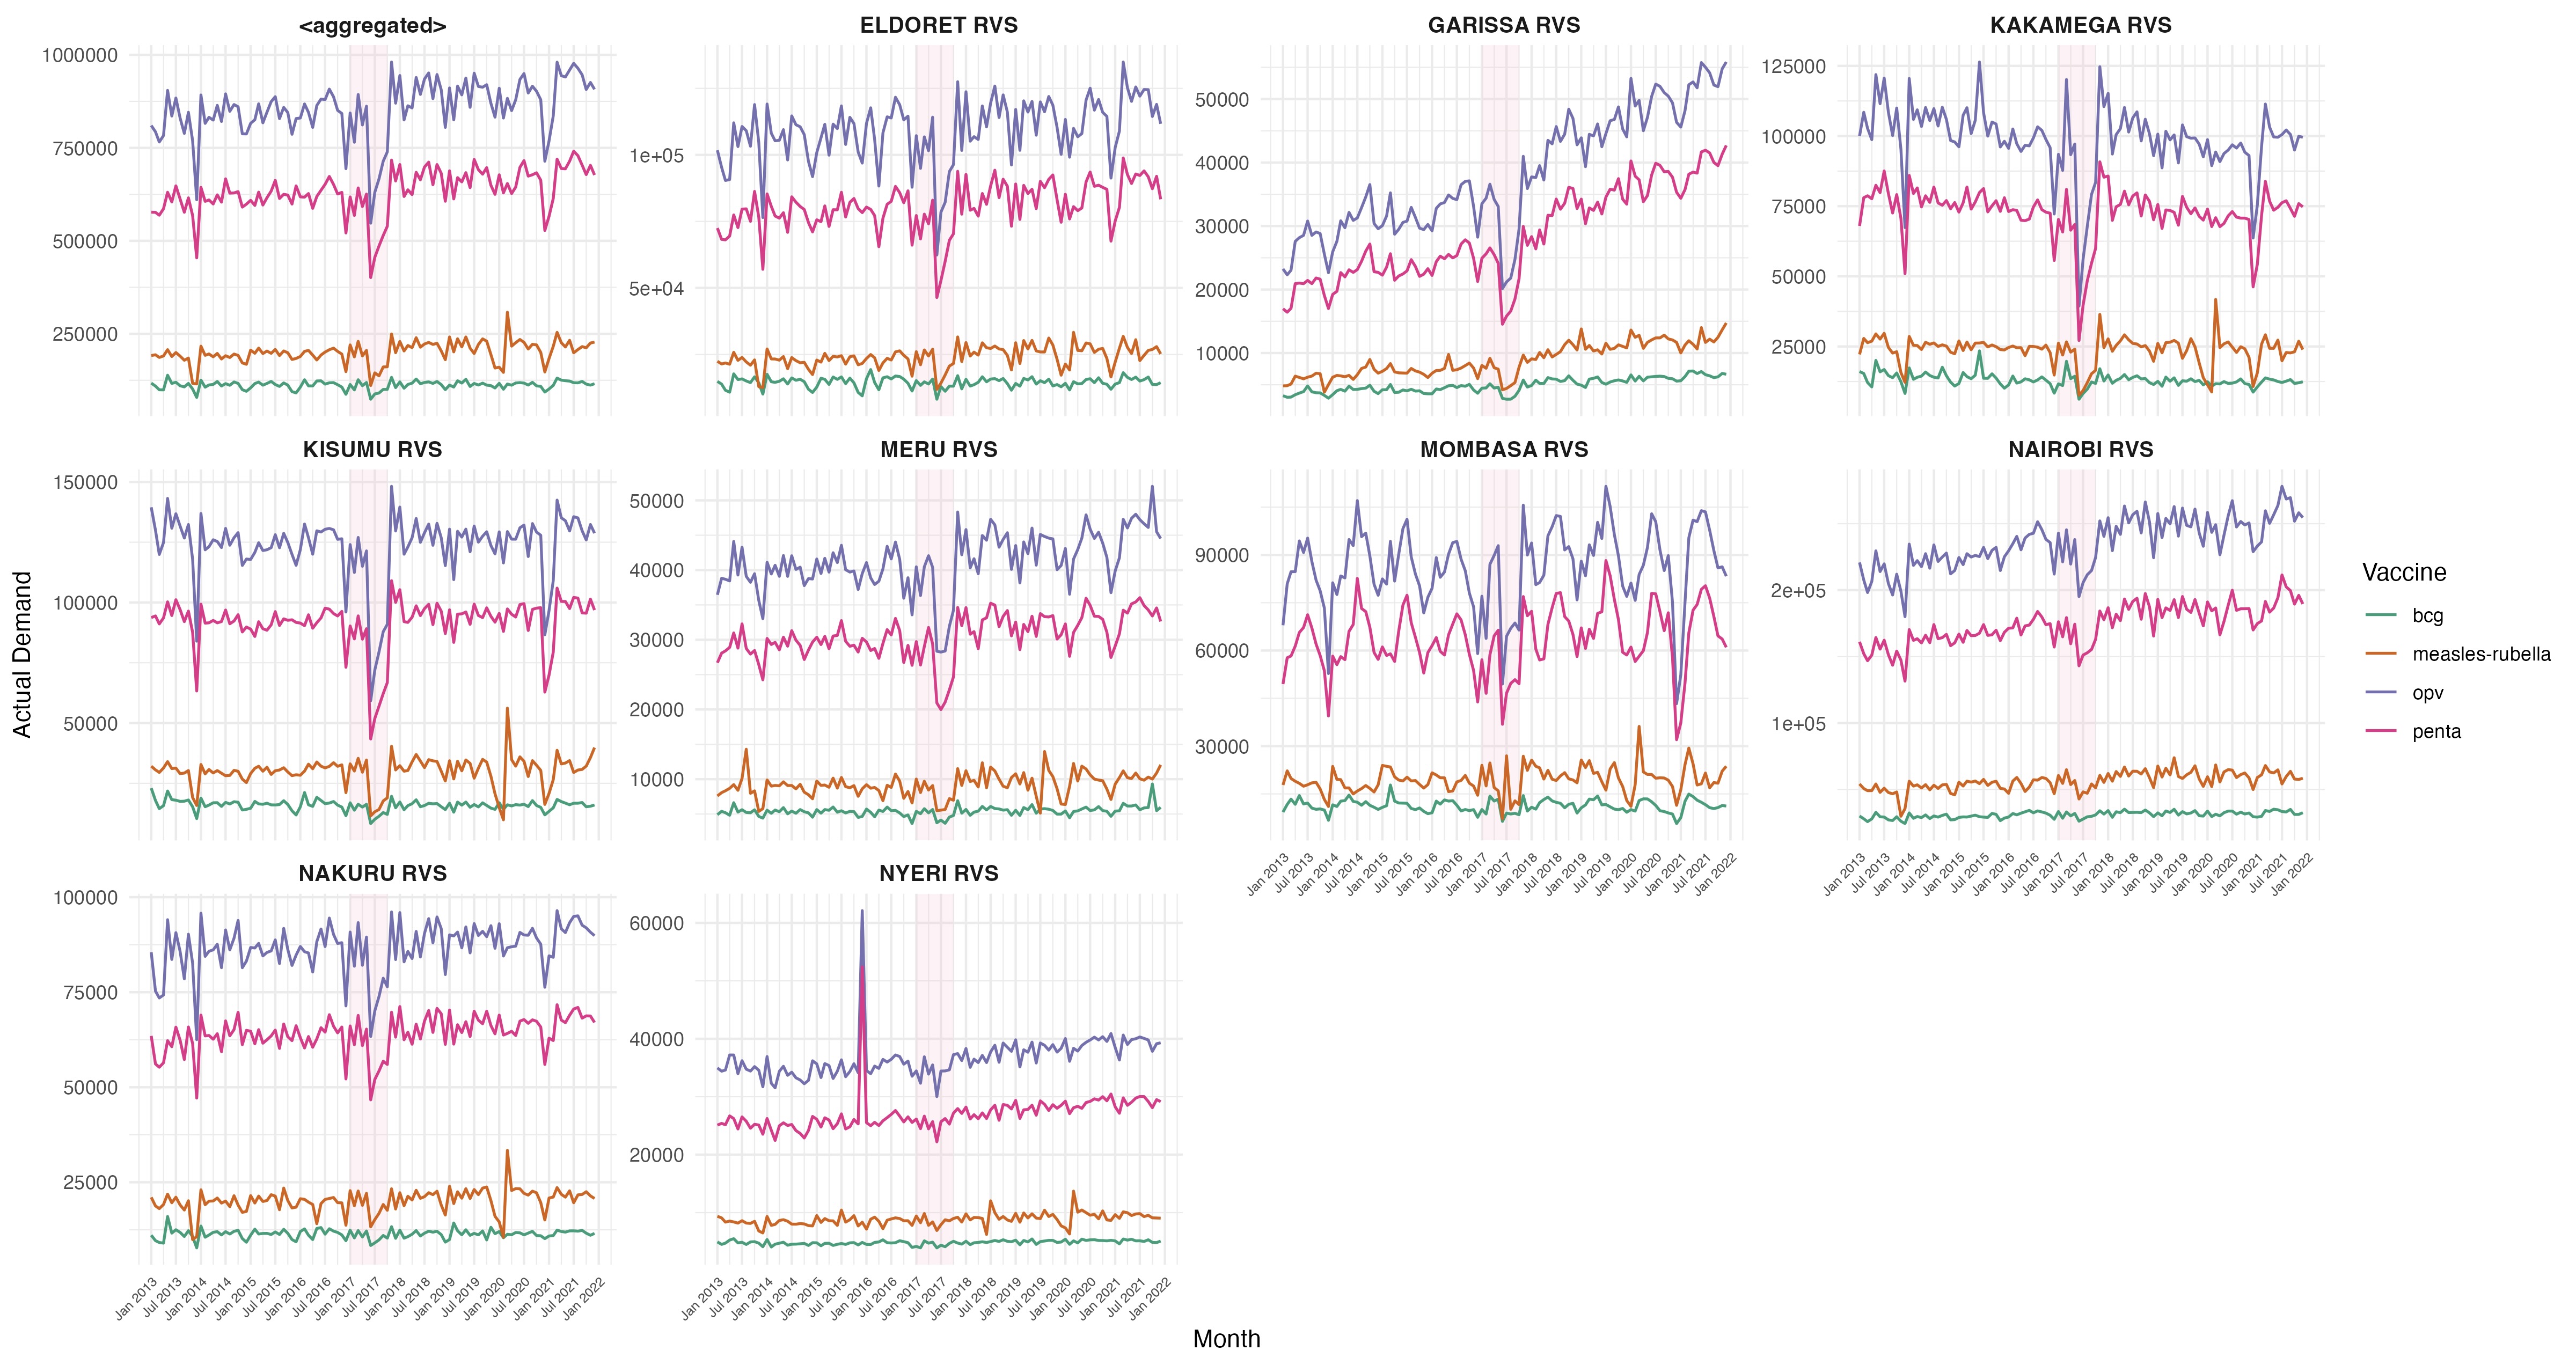 <aggregated>
ELDORET RVS
GARISSA RVS
KAKAMEGA RVS
1000000
750000
500000
250000
1e+05
5e+04
50000
40000
30000
20000
10000
125000
100000
75000
50000
25000
KISUMU RVS
MERU RVS
MOMBASA RVS
NAIROBI RVS
150000
100000
50000
50000
40000
30000
20000
10000
90000
60000
30000
2e+05
1e+05
Jan 2013
Jul 2013
Jan 2014
Jul 2014
Jan 2015
Jul 2015
Jan 2016
Jul 2016
Jan 2017
Jul 2017
Jan 2018
Jul 2018
Jan 2019
Jul 2019
Jan 2020
Jul 2020
Jan 2021
Jul 2021
Jan 2022
Jan 2013
Jul 2013
Jan 2014
Jul 2014
Jan 2015
Jul 2015
Jan 2016
Jul 2016
Jan 2017
Jul 2017
Jan 2018
Jul 2018
Jan 2019
Jul 2019
Jan 2020
Jul 2020
Jan 2021
Jul 2021
Jan 2022
NAKURU RVS
NYERI RVS
100000
75000
50000
25000
60000
40000
20000
Jan 2013
Jul 2013
Jan 2014
Jul 2014
Jan 2015
Jul 2015
Jan 2016
Jul 2016
Jan 2017
Jul 2017
Jan 2018
Jul 2018
Jan 2019
Jul 2019
Jan 2020
Jul 2020
Jan 2021
Jul 2021
Jan 2022
Jan 2013
Jul 2013
Jan 2014
Jul 2014
Jan 2015
Jul 2015
Jan 2016
Jul 2016
Jan 2017
Jul 2017
Jan 2018
Jul 2018
Jan 2019
Jul 2019
Jan 2020
Jul 2020
Jan 2021
Jul 2021
Jan 2022
Actual Demand
Month
Vaccine
bcg
measles-rubella
opv
penta